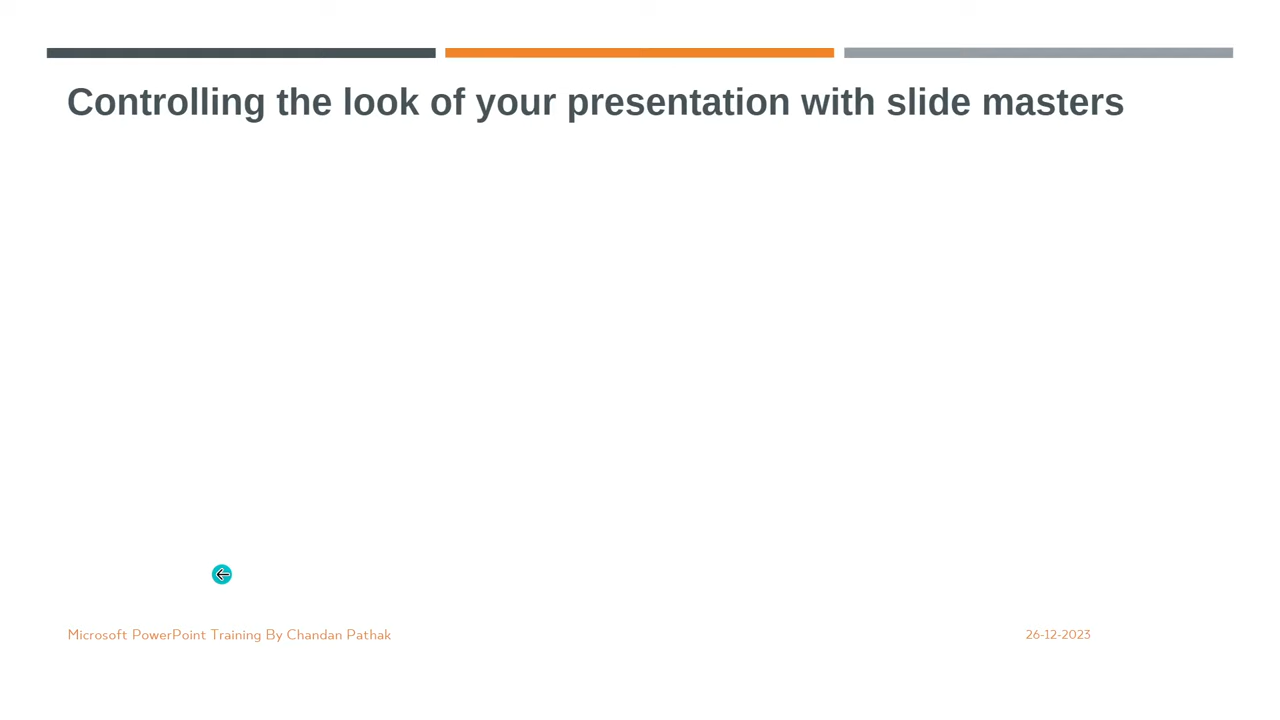 Controlling the look of your presentation with slide masters
Microsoft PowerPoint Training By Chandan Pathak
26-12-2023